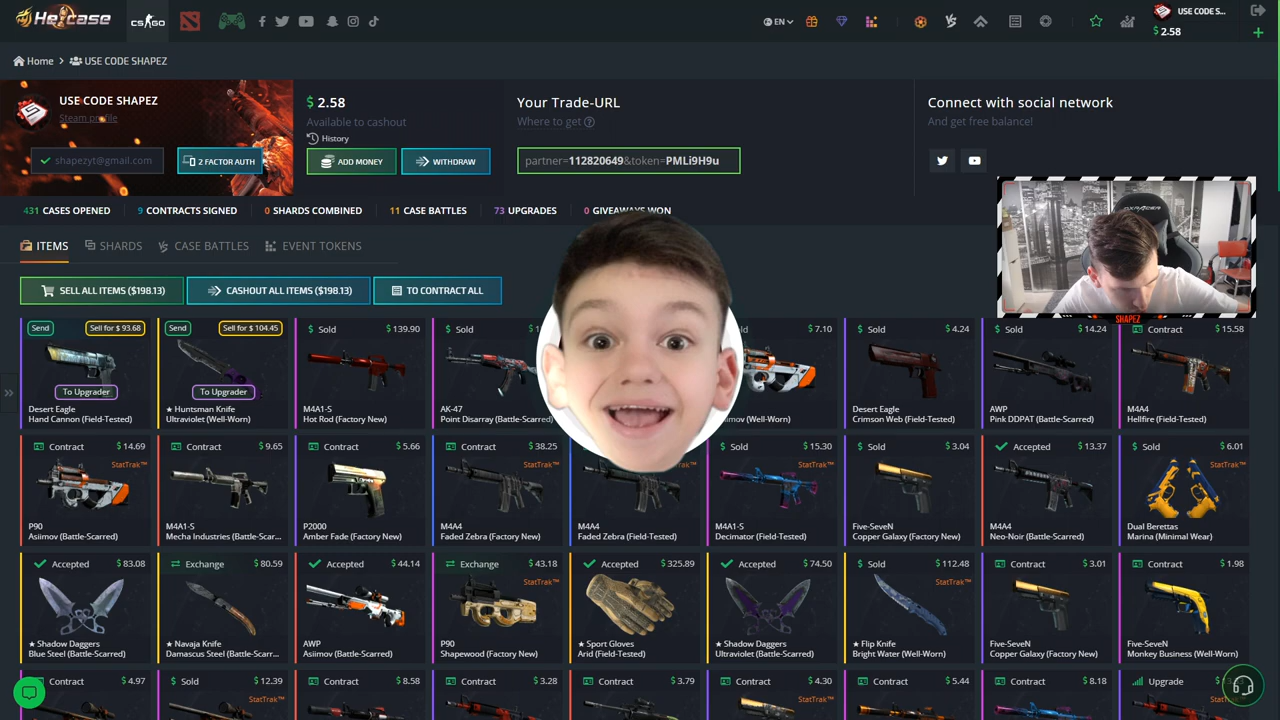 Hellcase
CS:GO
EN
USE CODE S...
$ 2.58
Home > USE CODE SHAPEZ
USE CODE SHAPEZ
Steam profile
shapezyt@gmail.com
2 FACTOR AUTH
$ 2.58
Available to cashout
History
ADD MONEY
WITHDRAW
Your Trade-URL
Where to get
partner=112820649&token=PMLi9H9u
Connect with social network
And get free balance!
DXRACER
SHAPEZ
431 CASES OPENED
9 CONTRACTS SIGNED
0 SHARDS COMBINED
11 CASE BATTLES
73 UPGRADES
0 GIVEAWAYS WON
ITEMS
SHARDS
CASE BATTLES
EVENT TOKENS
SELL ALL ITEMS ($198.13)
CASHOUT ALL ITEMS ($198.13)
TO CONTRACT ALL
Send
Sell for $ 93.68
To Upgrader
Desert Eagle
Hand Cannon (Field-Tested)
Send
Sell for $ 104.45
To Upgrader
★ Huntsman Knife
Ultraviolet (Well-Worn)
$ Sold
$ 139.90
M4A1-S
Hot Rod (Factory New)
$ Sold
AK-47
Point Disarray (Battle-Scarred)
$ 7.10
(Well-Worn)
$ Sold
$ 4.24
Desert Eagle
Crimson Web (Field-Tested)
$ Sold
$ 14.24
AWP
Pink DDPAT (Battle-Scarred)
Contract
$ 15.58
M4A4
Hellfire (Field-Tested)
Contract
$ 14.69
StatTrak™
P90
Asiimov (Battle-Scarred)
Contract
$ 9.65
M4A1-S
Mecha Industries (Battle-Scar...
Contract
$ 5.66
P2000
Amber Fade (Factory New)
Contract
$ 38.25
StatTrak™
M4A4
Faded Zebra (Factory New)
M4A4
Faded Zebra (Field-Tested)
Sold
$ 15.30
StatTrak™
M4A1-S
Decimator (Field-Tested)
$ Sold
$ 3.04
Five-SeveN
Copper Galaxy (Factory New)
Accepted
$ 13.37
M4A4
Neo-Noir (Battle-Scarred)
$ Sold
$ 6.01
StatTrak™
Dual Berettas
Marina (Minimal Wear)
Accepted
$ 83.08
★ Shadow Daggers
Blue Steel (Battle-Scarred)
Exchange
$ 80.59
★ Navaja Knife
Damascus Steel (Battle-Scarr...
Accepted
$ 44.14
AWP
Asiimov (Battle-Scarred)
Exchange
$ 43.18
StatTrak™
P90
Shapewood (Factory New)
Accepted
$ 325.89
★ Sport Gloves
Arid (Field-Tested)
Accepted
$ 74.50
★ Shadow Daggers
Ultraviolet (Battle-Scarred)
$ Sold
$ 112.48
StatTrak™
★ Flip Knife
Bright Water (Well-Worn)
Contract
$ 3.01
Five-SeveN
Copper Galaxy (Factory New)
Contract
$ 1.98
Five-SeveN
Monkey Business (Well-Worn)
Contract
$ 4.97
$ Sold
$ 12.39
StatTrak™
Contract
$ 8.58
Contract
$ 3.28
Contract
$ 3.79
Contract
$ 4.30
StatTrak™
Contract
$ 5.44
Contract
$ 8.18
Upgrade